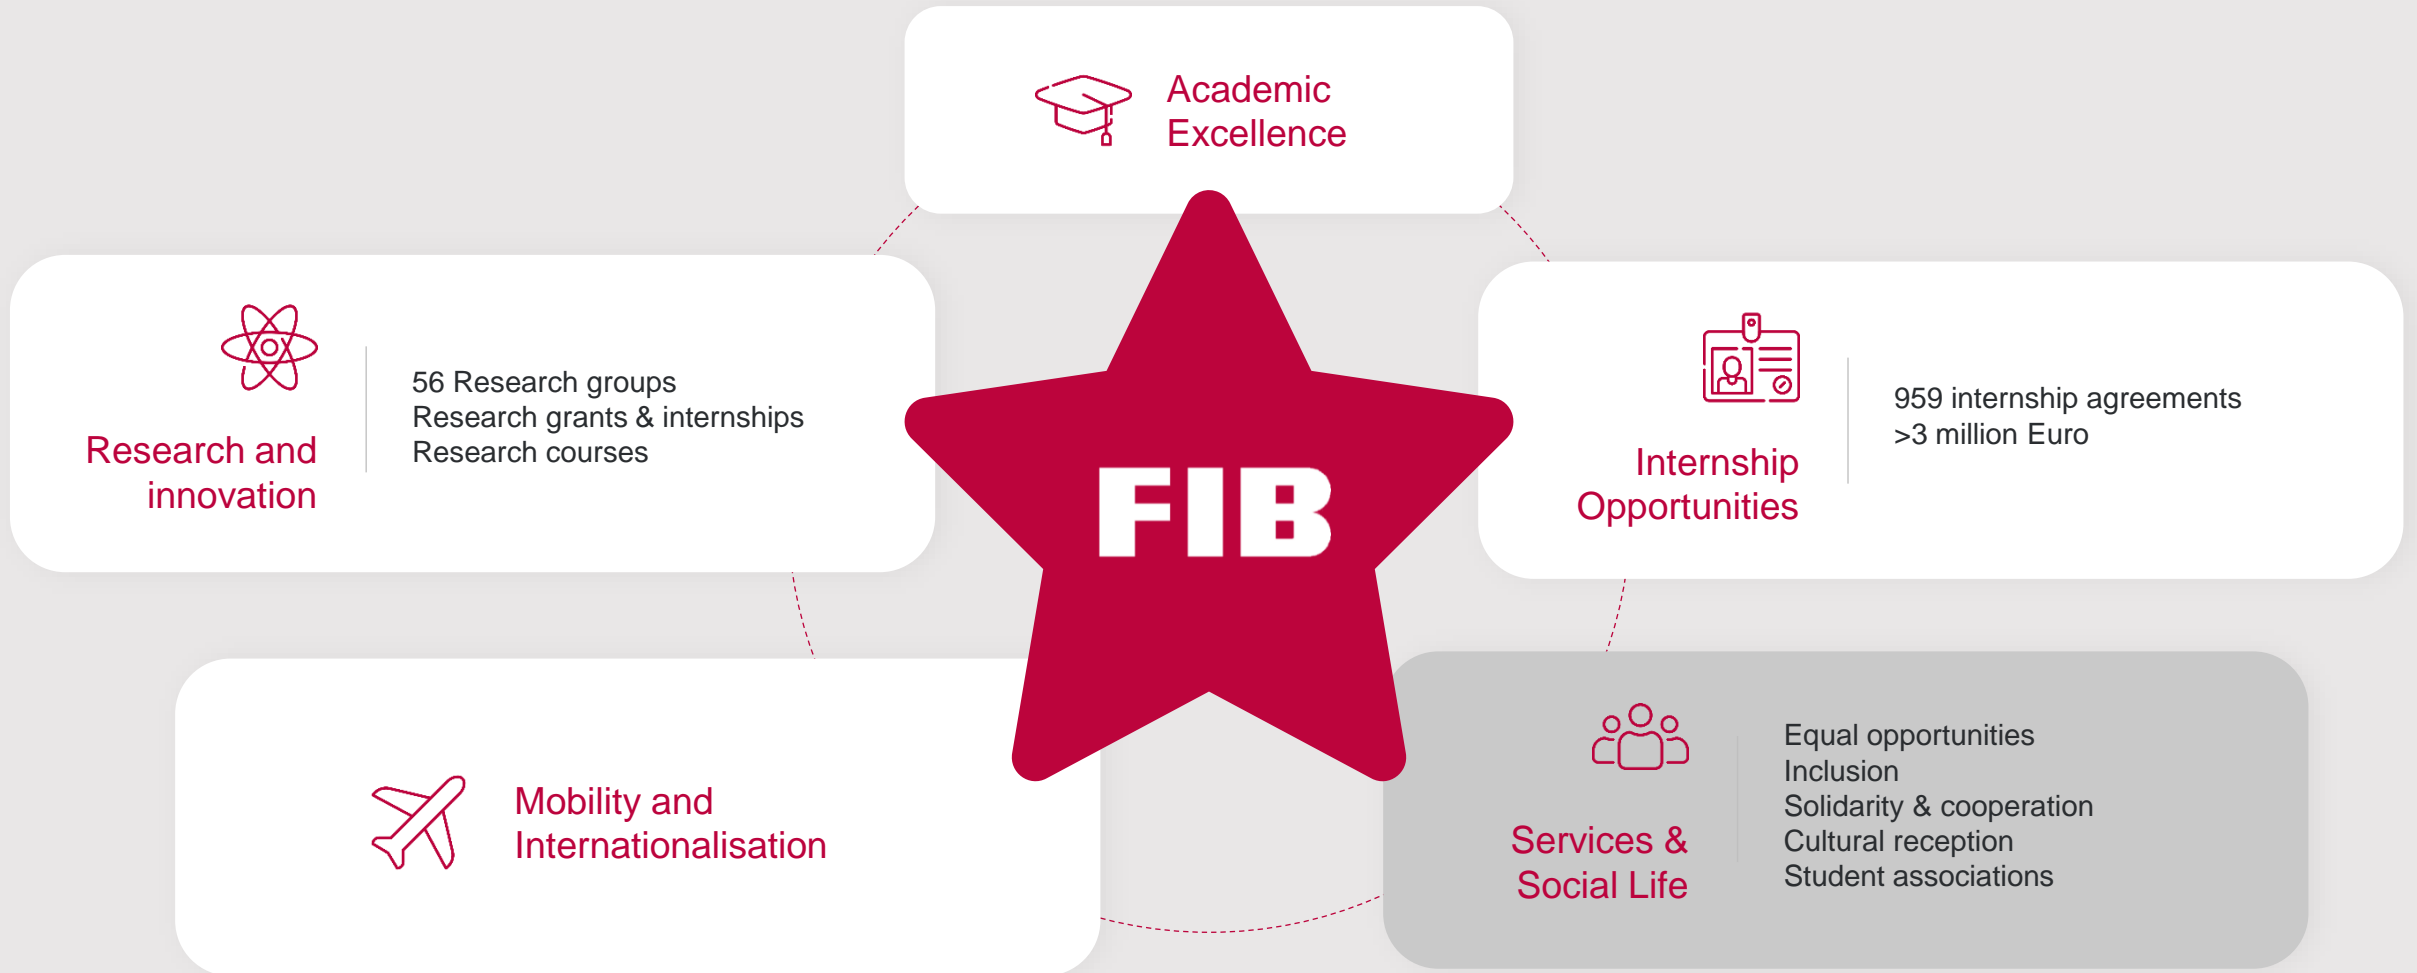 Academic
Excellence
Research and
innovation
56 Research groups
Research grants & internships
Research courses
FIB
Internship
Opportunities
959 internship agreements
>3 million Euro
Mobility and
Internationalisation
Services &
Social Life
Equal opportunities
Inclusion
Solidarity & cooperation
Cultural reception
Student associations